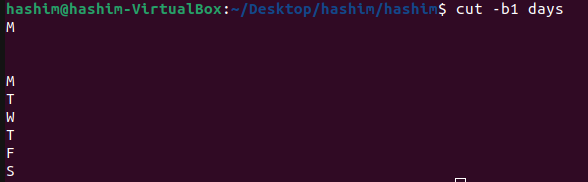 hashim@hashim-VirtualBox:~/Desktop/hashim/hashim$ cut -b1 days
M
M
T
W
T
F
S